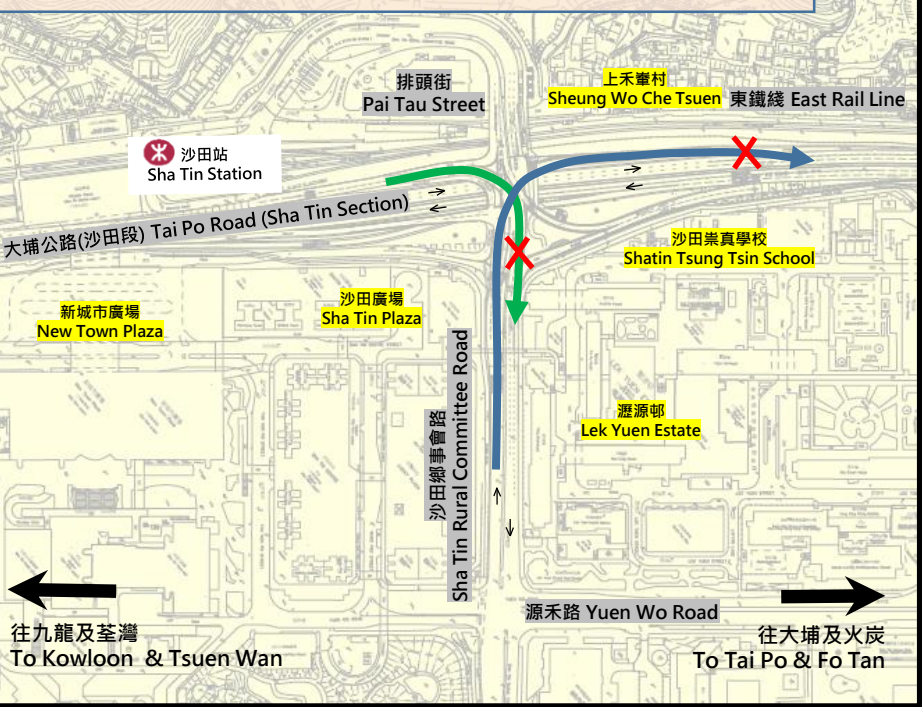 排頭街
Pai Tau Street
上禾輋村
Sheung Wo Che Tsuen
東鐵綫 East Rail Line
沙田站
Sha Tin Station
大埔公路(沙田段) Tai Po Road (Sha Tin Section)
沙田崇真學校
Shatin Tsung Tsin School
新城市廣場
New Town Plaza
沙田廣場
Sha Tin Plaza
沙田鄉事會路
Sha Tin Rural Committee Road
瀝源邨
Lek Yuen Estate
源禾路 Yuen Wo Road
往九龍及荃灣
To Kowloon & Tsuen Wan
往大埔及火炭
To Tai Po & Fo Tan